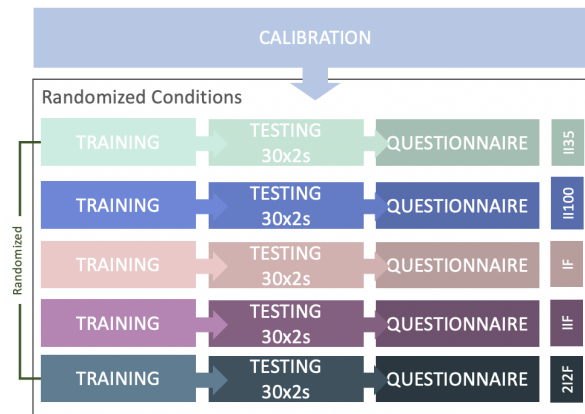 CALIBRATION
Randomized Conditions
Randomized
TRAINING
TESTING
30x2s
QUESTIONNAIRE
II35
TRAINING
TESTING
30x2s
QUESTIONNAIRE
II100
TRAINING
TESTING
30x2s
QUESTIONNAIRE
IF
TRAINING
TESTING
30x2s
QUESTIONNAIRE
IIF
TRAINING
TESTING
30x2s
QUESTIONNAIRE
2I2F